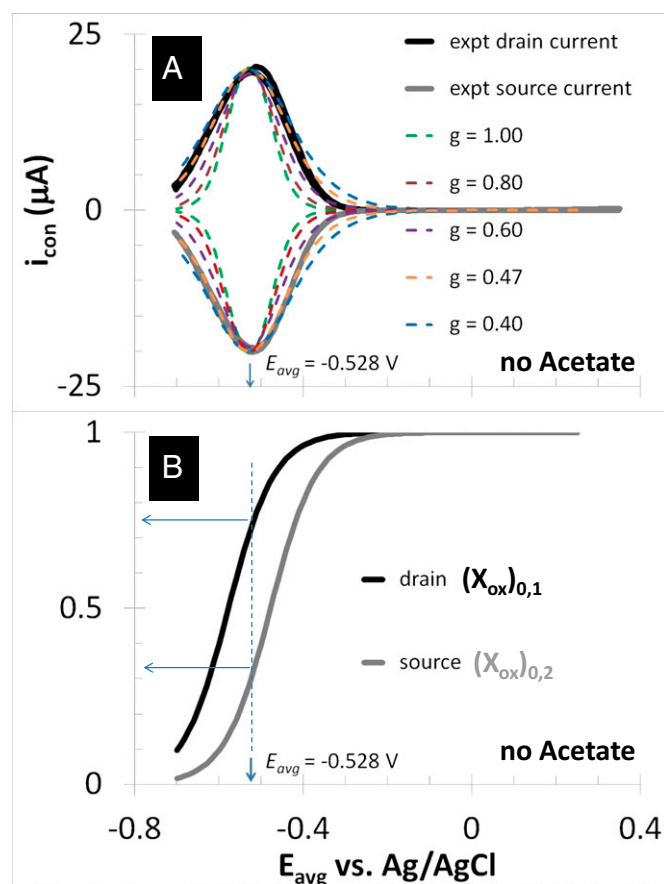 25
A
expt drain current
expt source current
g = 1.00
0
g = 0.80
g = 0.60
g = 0.47
g = 0.40
i_con (µA)
E_avg = -0.528 V
no Acetate
-25
1
B
drain (X_ox)_0,1
0.5
source (X_ox)_0,2
E_avg = -0.528 V
no Acetate
0
-0.8
-0.4
0
0.4
E_avg vs. Ag/AgCl